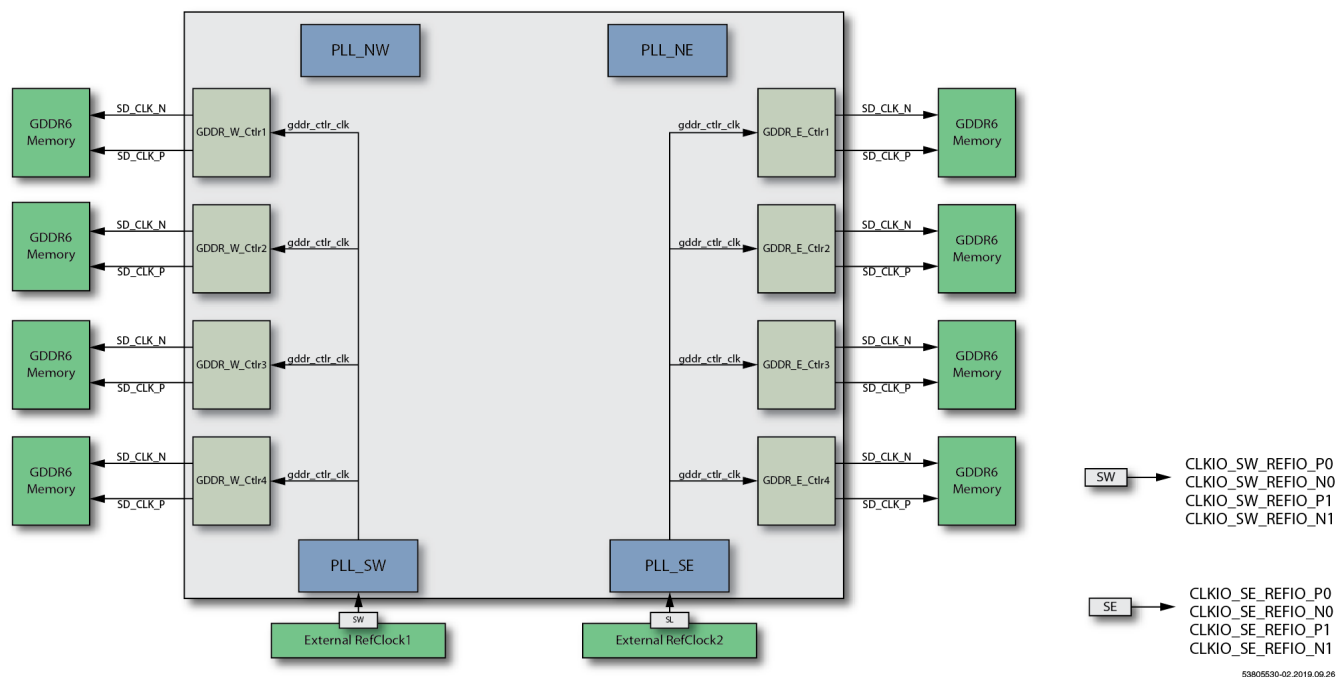 PLL_NW
PLL_NE
GDDR6
Memory
SD_CLK_N
SD_CLK_P
GDDR_W_Ctlr1
gddr_ctlr_clk
gddr_ctlr_clk
GDDR_E_Ctlr1
SD_CLK_N
SD_CLK_P
GDDR6
Memory
GDDR6
Memory
SD_CLK_N
SD_CLK_P
GDDR_W_Ctlr2
gddr_ctlr_clk
gddr_ctlr_clk
GDDR_E_Ctlr2
SD_CLK_N
SD_CLK_P
GDDR6
Memory
GDDR6
Memory
SD_CLK_N
SD_CLK_P
GDDR_W_Ctlr3
gddr_ctlr_clk
gddr_ctlr_clk
GDDR_E_Ctlr3
SD_CLK_N
SD_CLK_P
GDDR6
Memory
GDDR6
Memory
SD_CLK_N
SD_CLK_P
GDDR_W_Ctlr4
gddr_ctlr_clk
gddr_ctlr_clk
GDDR_E_Ctlr4
SD_CLK_N
SD_CLK_P
GDDR6
Memory
SW
CLKIO_SW_REFIO_P0
CLKIO_SW_REFIO_N0
CLKIO_SW_REFIO_P1
CLKIO_SW_REFIO_N1
PLL_SW
PLL_SE
SW
SL
External RefClock1
External RefClock2
SE
CLKIO_SE_REFIO_P0
CLKIO_SE_REFIO_N0
CLKIO_SE_REFIO_P1
CLKIO_SE_REFIO_N1
53805530-02.2019.09.26